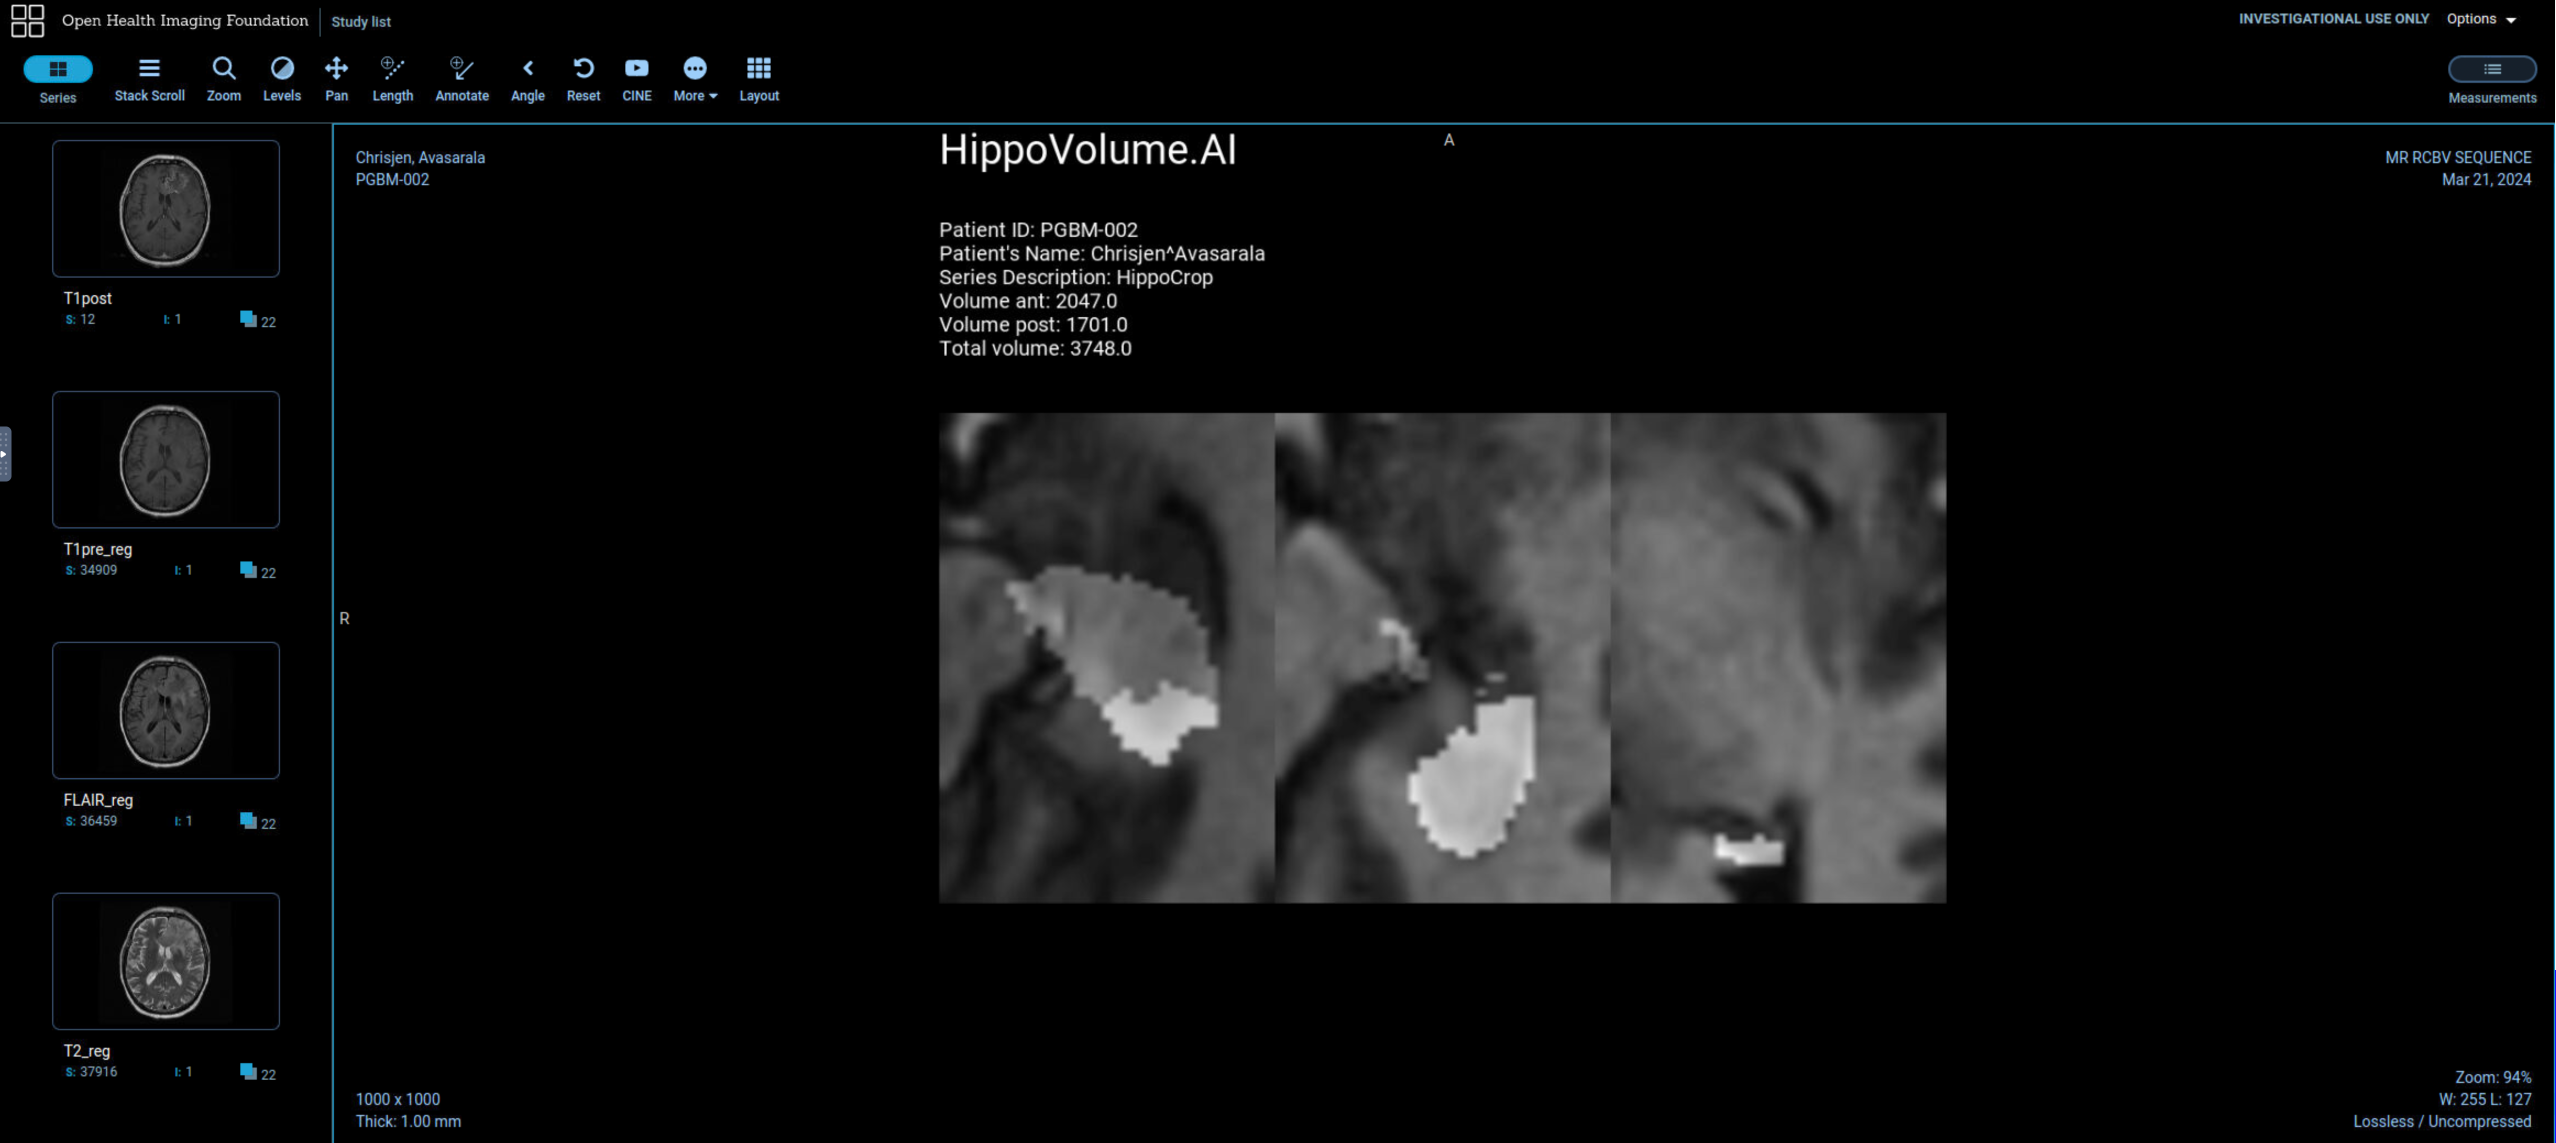 Open Health Imaging Foundation
Study list
INVESTIGATIONAL USE ONLY
Options
Series
Stack Scroll
Zoom
Levels
Pan
Length
Annotate
Angle
Reset
CINE
More
Layout
Measurements
T1post
S: 12 I: 1 22
T1pre_reg
S: 34909 I: 1 22
FLAIR_reg
S: 36459 I: 1 22
T2_reg
S: 37916 I: 1 22
Chrisjen, Avasarala
PGBM-002
A
MR RCBV SEQUENCE
Mar 21, 2024
HippoVolume.AI
Patient ID: PGBM-002
Patient's Name: Chrisjen^Avasarala
Series Description: HippoCrop
Volume ant: 2047.0
Volume post: 1701.0
Total volume: 3748.0
R
1000 x 1000
Thick: 1.00 mm
Zoom: 94%
W: 255 L: 127
Lossless / Uncompressed